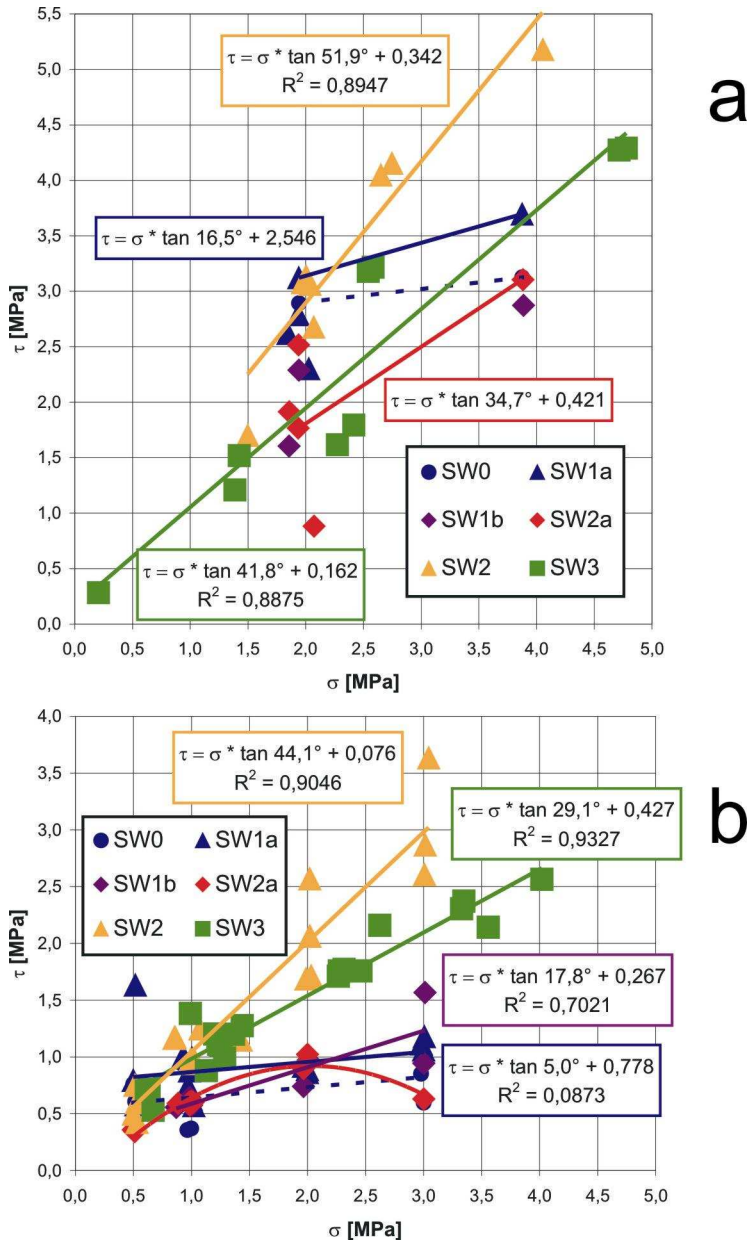 a
5,5
5,0
4,5
4,0
3,5
3,0
2,5
2,0
1,5
1,0
0,5
0,0
τ [MPa]
τ = σ * tan 51,9° + 0,342
R² = 0,8947
τ = σ * tan 16,5° + 2,546
τ = σ * tan 34,7° + 0,421
SW0 SW1a
SW1b SW2a
SW2 SW3
τ = σ * tan 41,8° + 0,162
R² = 0,8875
0,0 0,5 1,0 1,5 2,0 2,5 3,0 3,5 4,0 4,5 5,0
σ [MPa]
b
4,0
3,5
3,0
2,5
2,0
1,5
1,0
0,5
0,0
τ [MPa]
τ = σ * tan 44,1° + 0,076
R² = 0,9046
τ = σ * tan 29,1° + 0,427
R² = 0,9327
SW0 SW1a
SW1b SW2a
SW2 SW3
τ = σ * tan 17,8° + 0,267
R² = 0,7021
τ = σ * tan 5,0° + 0,778
R² = 0,0873
0,0 0,5 1,0 1,5 2,0 2,5 3,0 3,5 4,0 4,5 5,0
σ [MPa]